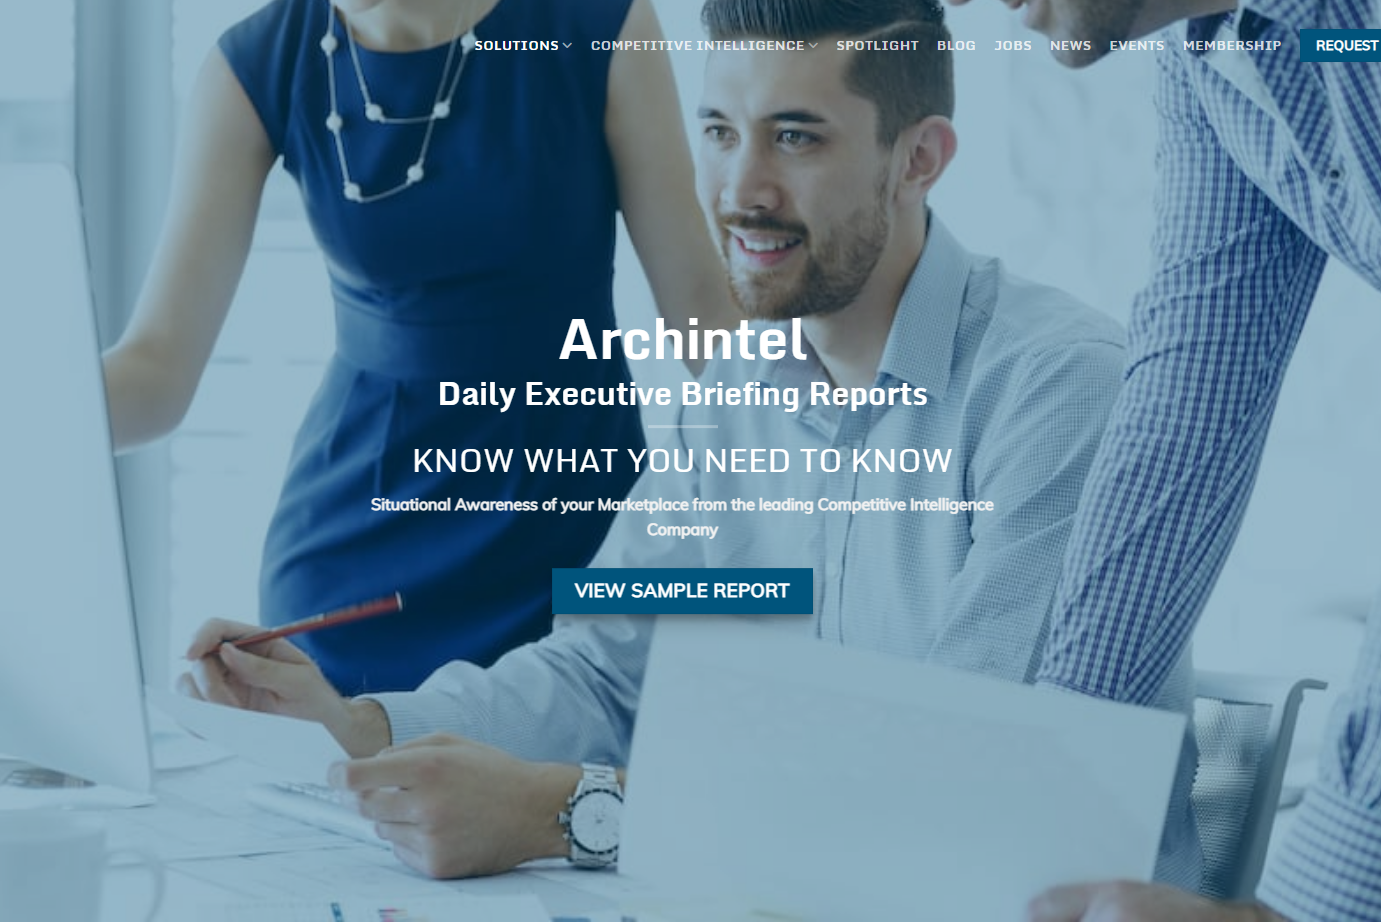 SOLUTIONS COMPETITIVE INTELLIGENCE SPOTLIGHT BLOG JOBS NEWS EVENTS MEMBERSHIP REQUEST
Archintel
Daily Executive Briefing Reports
KNOW WHAT YOU NEED TO KNOW
Situational Awareness of your Marketplace from the leading Competitive Intelligence
Company
VIEW SAMPLE REPORT